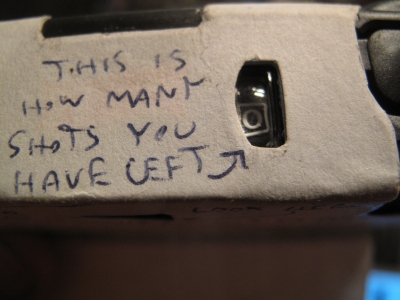 THIS IS
HOW MANY
SHOTS YOU
HAVE LEFT
0